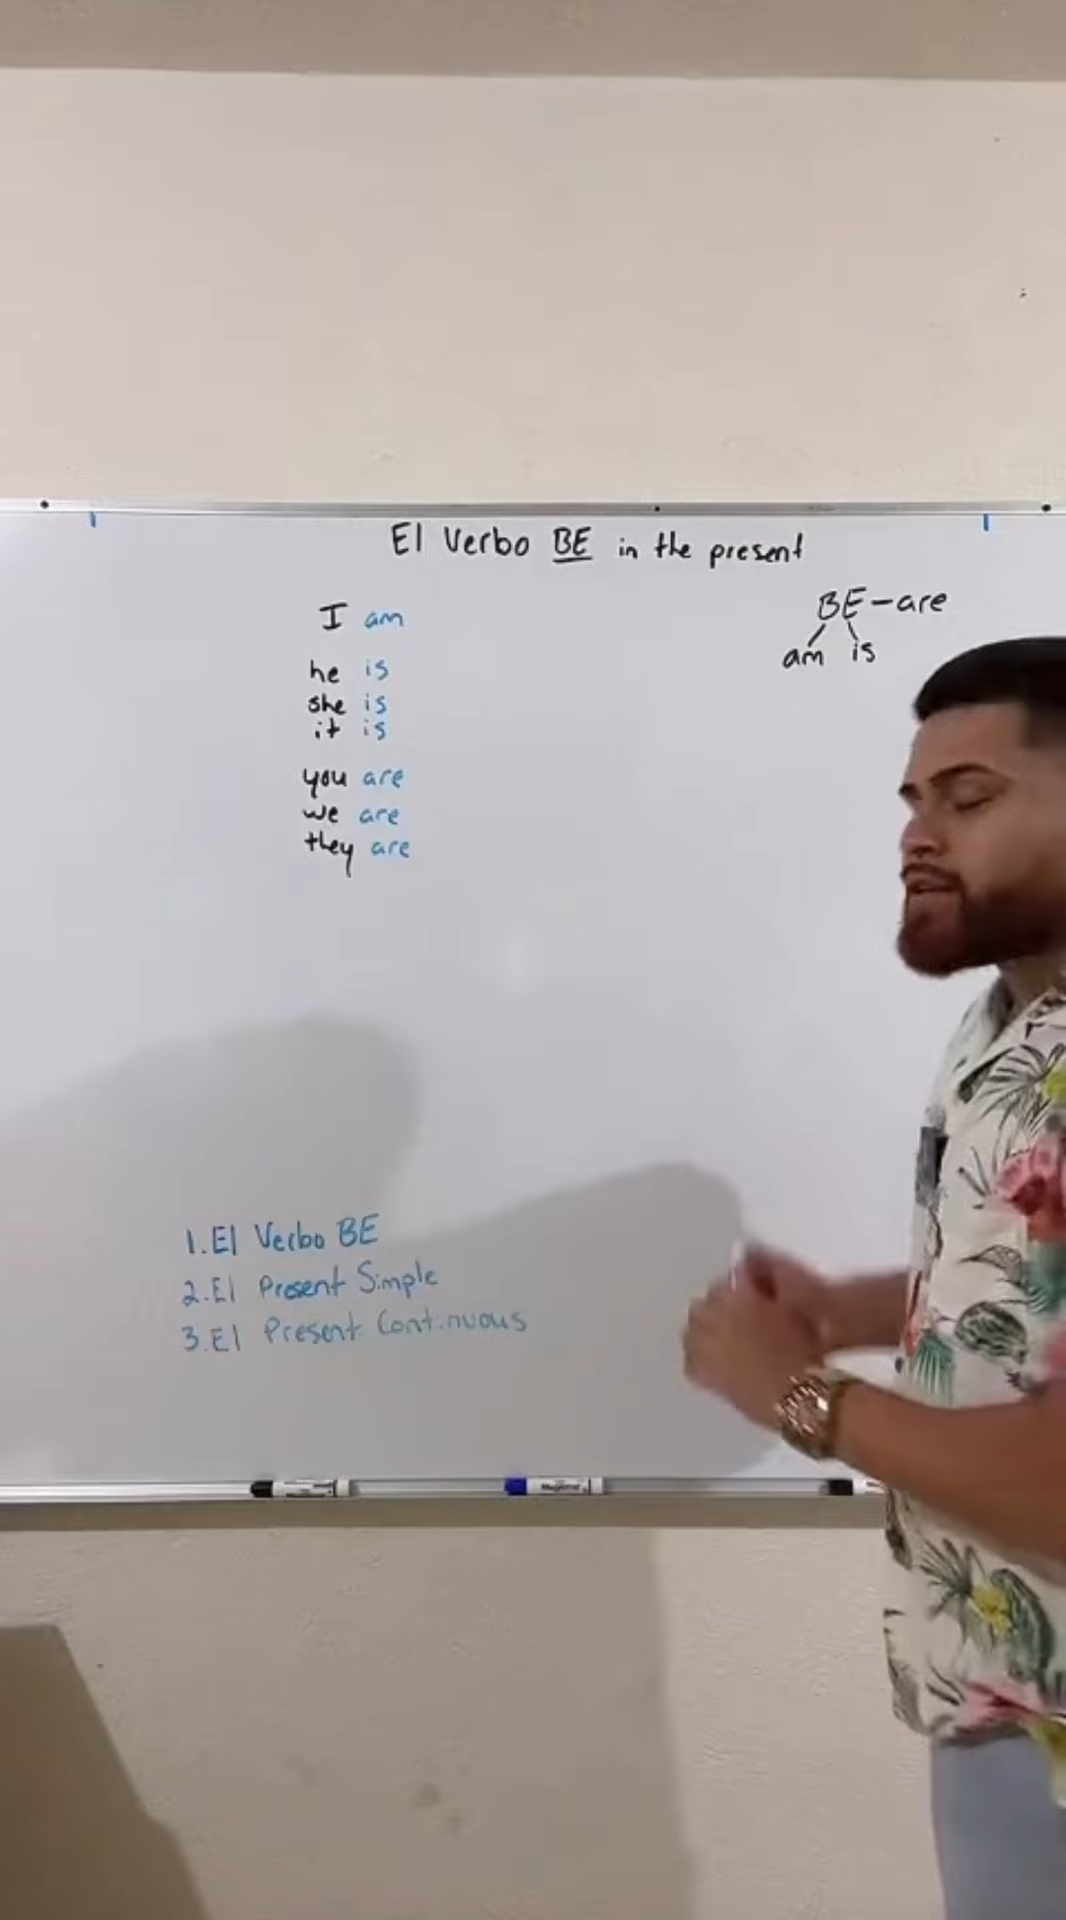 El Verbo BE in the present
I am
he is
she is
it is
you are
we are
they are
BE - are
am is
1. El Verbo BE
2. El Present Simple
3. El Present Continuous